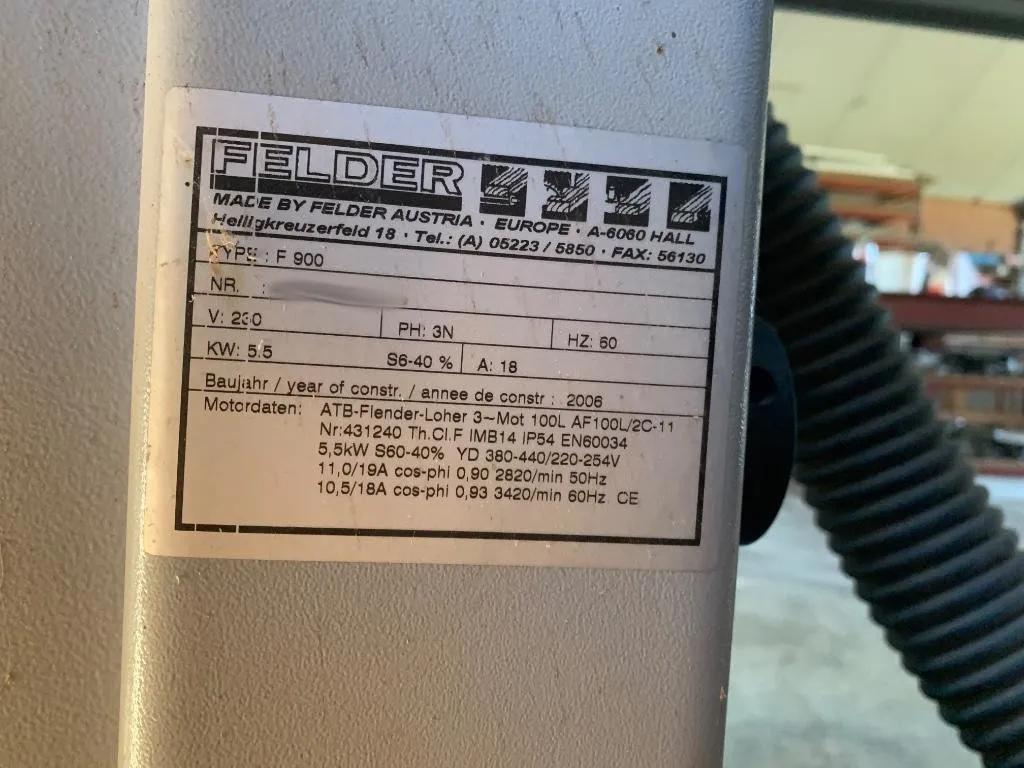 FELDER
MADE BY FELDER AUSTRIA · EUROPE · A-6060 HALL
Heiligkreuzerfeld 18 · Tel.: (A) 05223 / 5850 · FAX: 56130
TYPE : F 900
NR. :
V: 230 PH: 3N HZ: 60
KW: 5.5 S6-40 % A: 18
Baujahr / year of constr. / annee de constr : 2006
Motordaten: ATB-Flender-Loher 3~Mot 100L AF100L/2C-11
Nr:431240 Th.Cl.F IMB14 IP54 EN60034
5,5kW S60-40% YD 380-440/220-254V
11,0/19A cos-phi 0,90 2820/min 50Hz
10,5/18A cos-phi 0,93 3420/min 60Hz CE